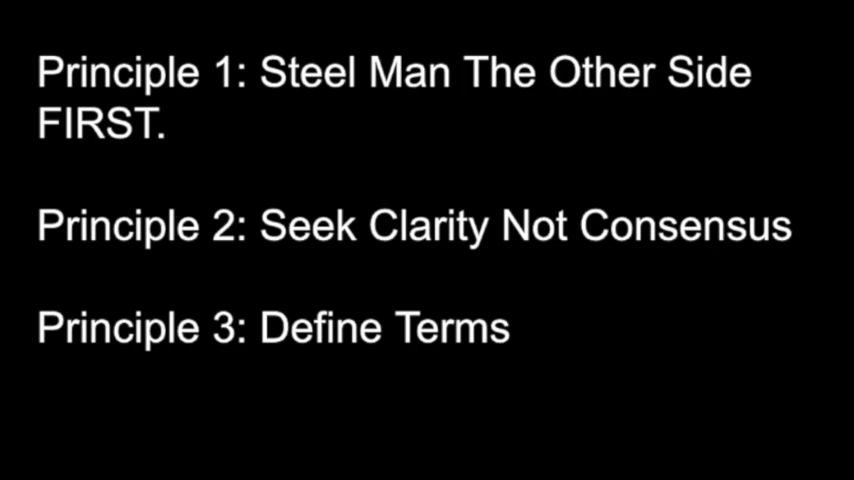 Principle 1: Steel Man The Other Side
FIRST.
Principle 2: Seek Clarity Not Consensus
Principle 3: Define Terms